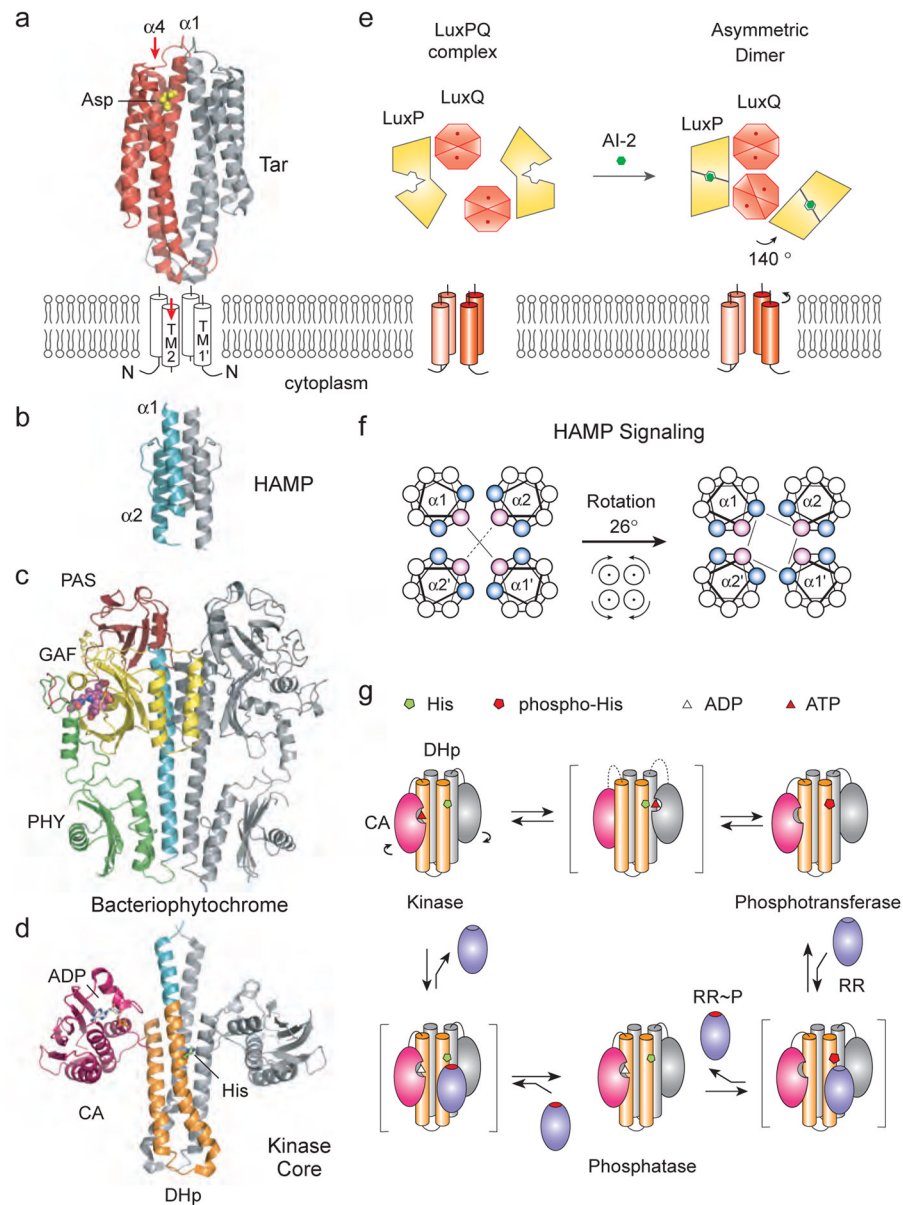 a
α4
α1
Asp
Tar
TM2
TM1'
N
N
cytoplasm
b
α1
α2
HAMP
c
PAS
GAF
PHY
Bacteriophytochrome
d
ADP
CA
His
DHp
Kinase
Core
e
LuxPQ
complex
Asymmetric
Dimer
LuxQ
LuxP
AI-2
LuxQ
LuxP
140 °
f
HAMP Signaling
α1
α2
α2'
α1'
Rotation
26°
α1
α2
α2'
α1'
g
His
phospho-His
ADP
ATP
DHp
CA
Kinase
Phosphotransferase
RR
RR~P
Phosphatase